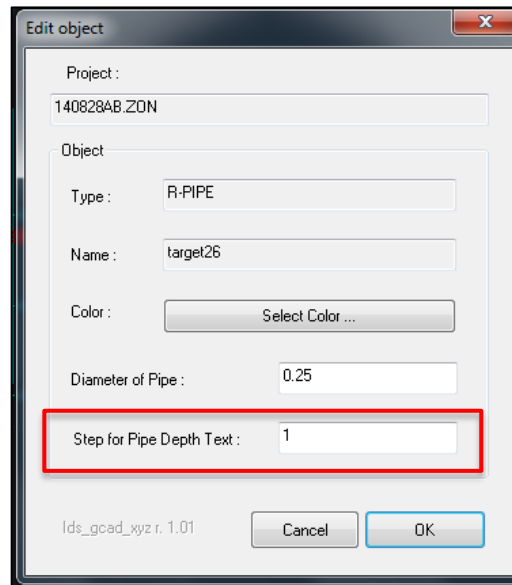 Edit object
Project :
140828AB.ZON
Object
Type : R-PIPE
Name : target26
Color : Select Color ...
Diameter of Pipe : 0.25
Step for Pipe Depth Text : 1
lds_gcad_xyz r. 1.01 Cancel OK